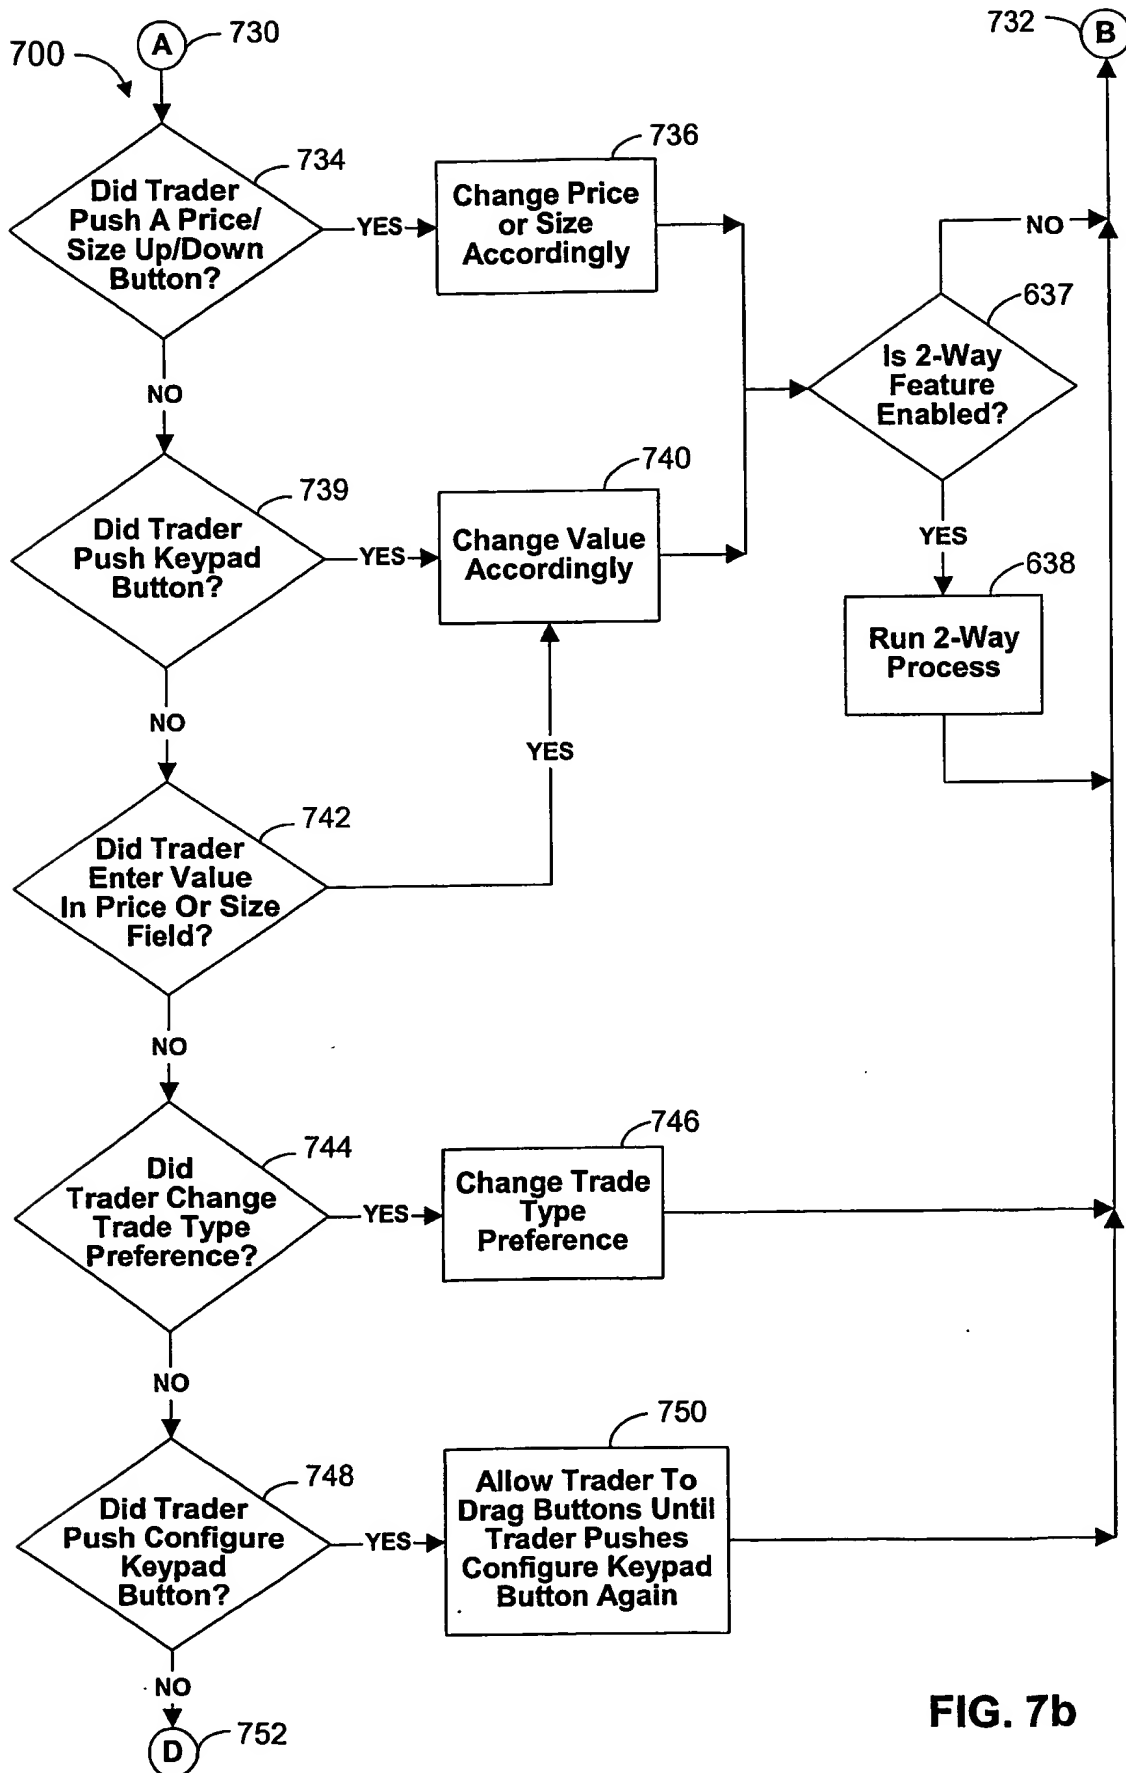 A
730
732
B
700
734
Did Trader
Push A Price/
Size Up/Down
Button?
YES
736
Change Price
or Size
Accordingly
NO
637
Is 2-Way
Feature
Enabled?
NO
739
Did Trader
Push Keypad
Button?
YES
740
Change Value
Accordingly
YES
638
Run 2-Way
Process
NO
YES
742
Did Trader
Enter Value
In Price Or Size
Field?
NO
744
Did
Trader Change
Trade Type
Preference?
YES
746
Change Trade
Type
Preference
NO
748
Did Trader
Push Configure
Keypad
Button?
YES
750
Allow Trader To
Drag Buttons Until
Trader Pushes
Configure Keypad
Button Again
NO
D
752
FIG. 7b